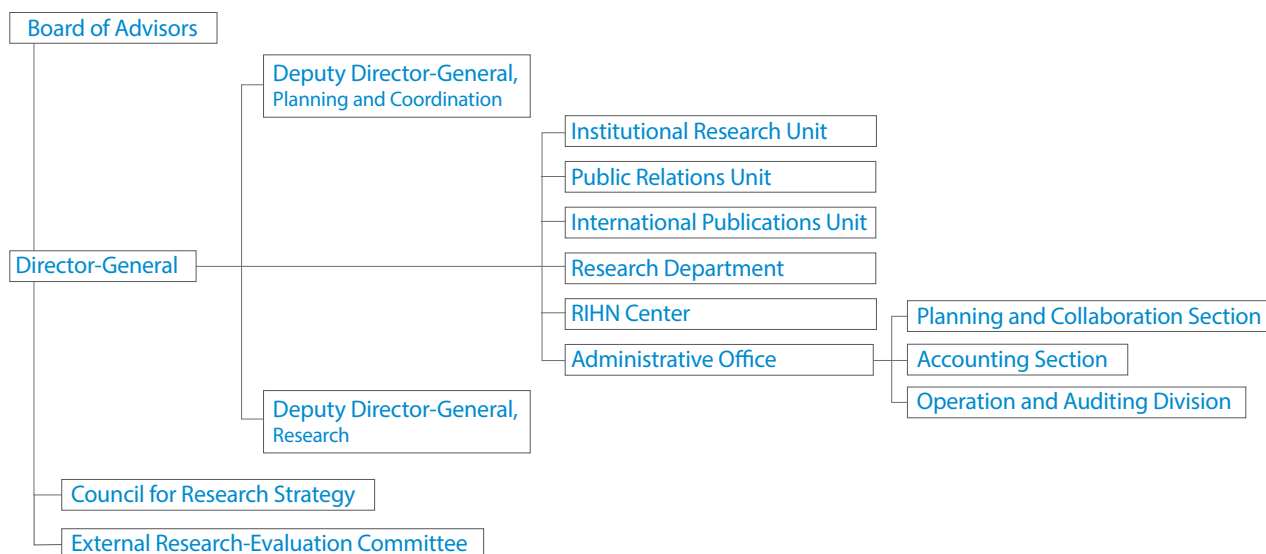 Board of Advisors
Deputy Director-General,
Planning and Coordination
Institutional Research Unit
Public Relations Unit
International Publications Unit
Director-General
Research Department
RIHN Center
Planning and Collaboration Section
Administrative Office
Accounting Section
Operation and Auditing Division
Deputy Director-General,
Research
Council for Research Strategy
External Research-Evaluation Committee